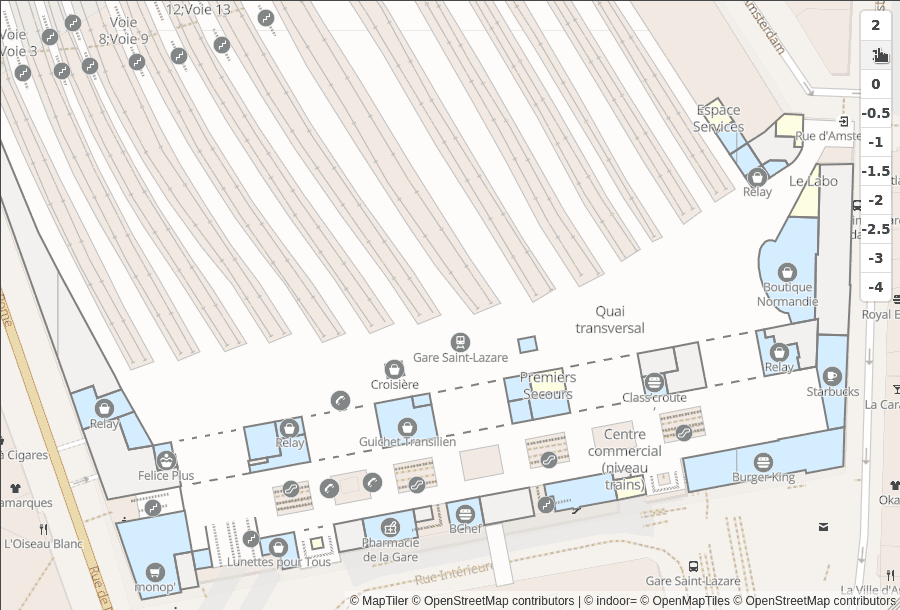 12;Voie 13
Voie
8;Voie 9
Voie
Voie 3
Amsterdam
2
0
-0.5
-1
-1.5
-2
-2.5
-3
-4
Espace
Services
Rue d'Amste
Relay
Le Labo
Boutique
Normandie
Royal E
Quai
transversal
Gare Saint-Lazare
Croisière
Premiers
Secours
Class'croute
Relay
Starbucks
La Cara
Relay
Relay
Guichet Transilien
Centre
commercial
(niveau
trains)
Felice Plus
Burger King
à Cigares
amarques
Oka
L'Oiseau Blanc
BChef
Pharmacie
de la Gare
Lunettes pour Tous
monop'
Rue Intérieure
Gare Saint-Lazare
La Ville d'As
Rue de
Rome
© MapTiler © OpenStreetMap contributors | © indoor= © OpenMapTiles © OpenStreetMap contributors